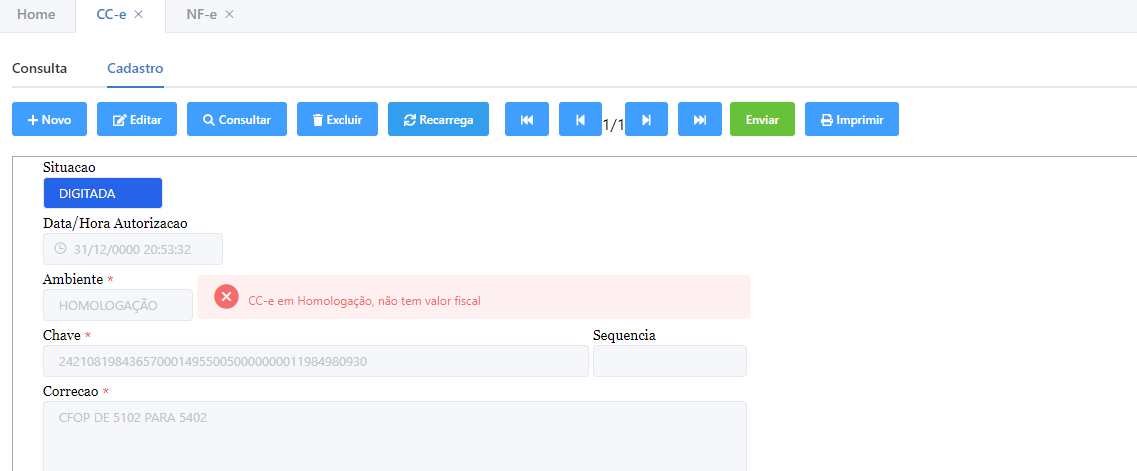 Home CC-e NF-e
Consulta Cadastro
Novo Editar Consultar Excluir Recarrega 1/1 Enviar Imprimir
Situacao
DIGITADA
Data/Hora Autorizacao
31/12/0000 20:53:32
Ambiente *
HOMOLOGAÇÃO CC-e em Homologação, não tem valor fiscal
Chave * Sequencia
24210819843657000149550050000000011984980930
Correcao *
CFOP DE 5102 PARA 5402